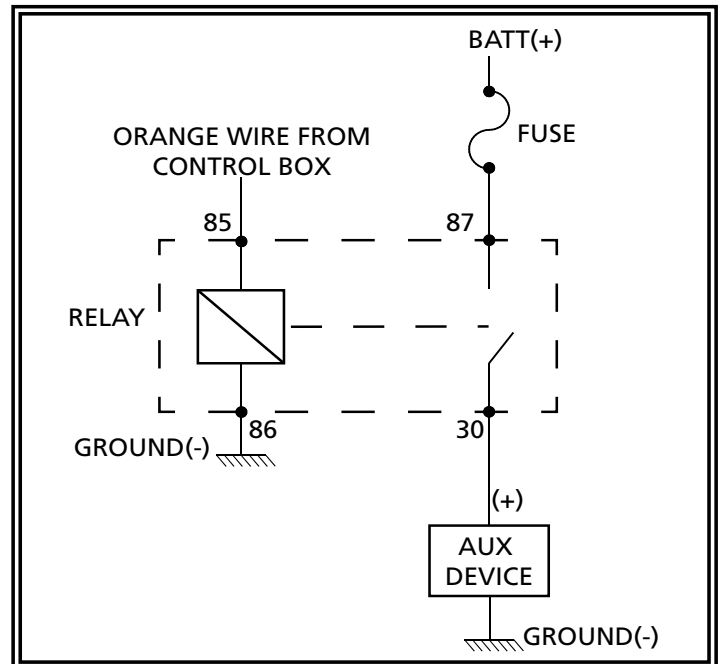 BATT(+)
FUSE
ORANGE WIRE FROM
CONTROL BOX
85
87
RELAY
86
30
GROUND(-)
(+)
AUX
DEVICE
GROUND(-)